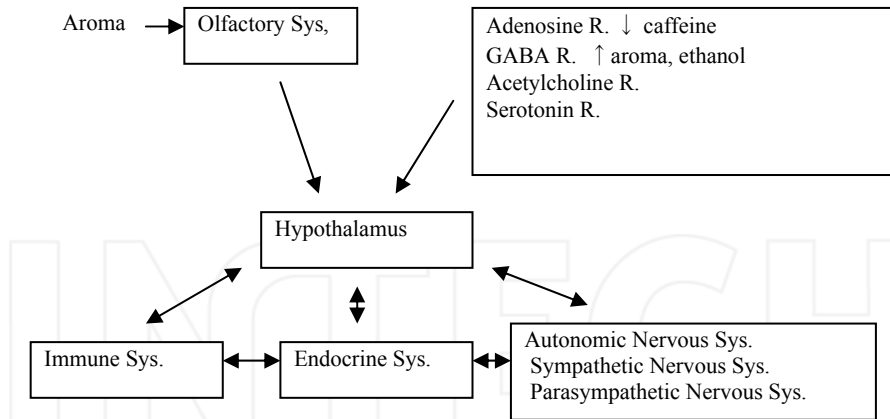 Aroma
Olfactory Sys,
Adenosine R. ↓ caffeine
GABA R. ↑ aroma, ethanol
Acetylcholine R.
Serotonin R.
Hypothalamus
Immune Sys.
Endocrine Sys.
Autonomic Nervous Sys.
Sympathetic Nervous Sys.
Parasympathetic Nervous Sys.
INTECH